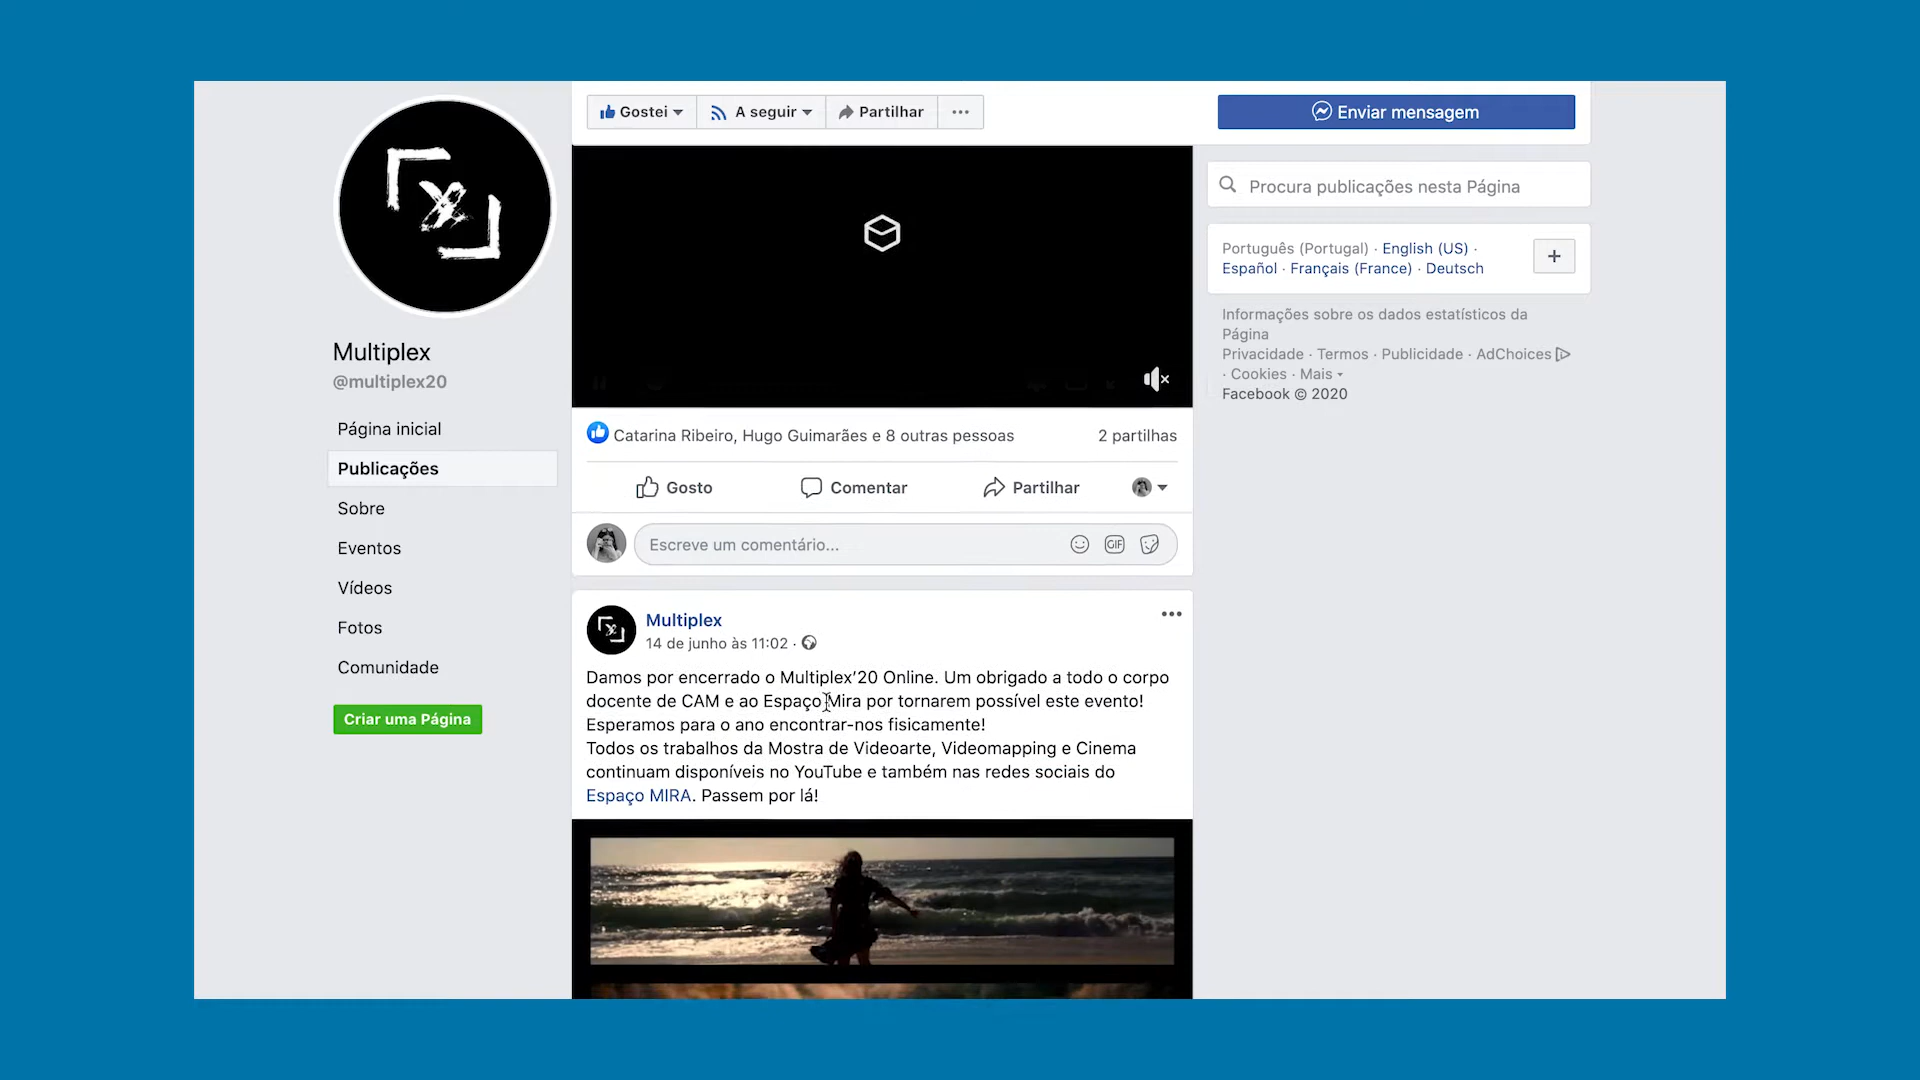 Gostei
A seguir
Partilhar
Enviar mensagem
Multiplex
@multiplex20
Página inicial
Publicações
Sobre
Eventos
Vídeos
Fotos
Comunidade
Criar uma Página
Catarina Ribeiro, Hugo Guimarães e 8 outras pessoas
2 partilhas
Gosto
Comentar
Partilhar
Escreve um comentário...
GIF
Multiplex
14 de junho às 11:02 ·
Damos por encerrado o Multiplex’20 Online. Um obrigado a todo o corpo
docente de CAM e ao Espaço Mira por tornarem possível este evento!
Esperamos para o ano encontrar-nos fisicamente!
Todos os trabalhos da Mostra de Videoarte, Videomapping e Cinema
continuam disponíveis no YouTube e também nas redes sociais do
Espaço MIRA. Passem por lá!
Procura publicações nesta Página
Português (Portugal) · English (US) ·
Español · Français (France) · Deutsch
Informações sobre os dados estatísticos da
Página
Privacidade · Termos · Publicidade · AdChoices
· Cookies · Mais
Facebook © 2020